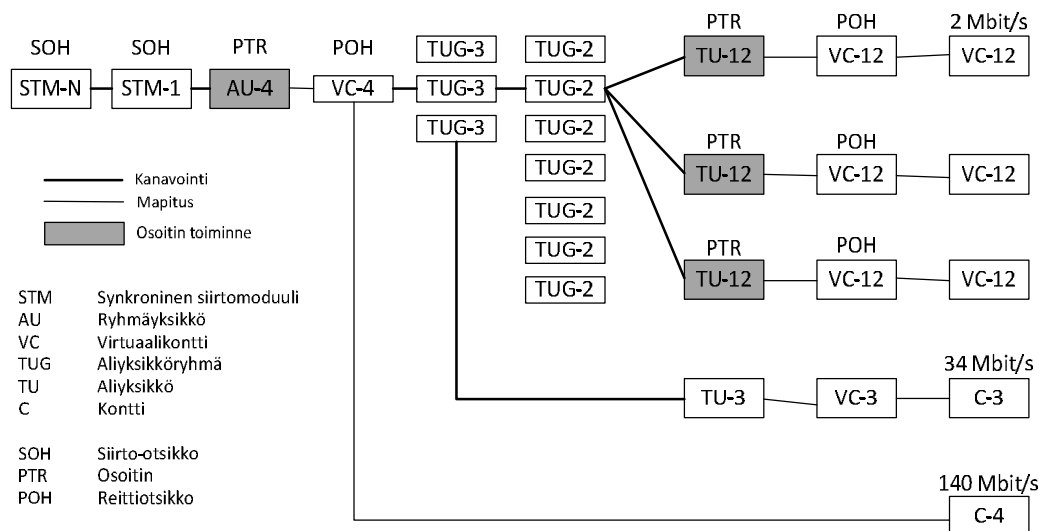 SOH SOH PTR POH TUG-3 TUG-2 PTR POH 2 Mbit/s
STM-N STM-1 AU-4 VC-4 TUG-3 TUG-2 TU-12 VC-12 VC-12
TUG-3 TUG-2
PTR POH
TUG-2 TU-12 VC-12 VC-12
TUG-2
PTR POH
TUG-2 TU-12 VC-12 VC-12
TUG-2
Kanavointi
Mapitus
Osoitin toiminne
STM Synkroninen siirtomoduuli
AU Ryhmäyksikkö
VC Virtuaalikontti
TUG Aliyksikköryhmä
TU Aliyksikkö
C Kontti
34 Mbit/s
TU-3 VC-3 C-3
SOH Siirto-otsikko
PTR Osoitin
POH Reittiotsikko
140 Mbit/s
C-4